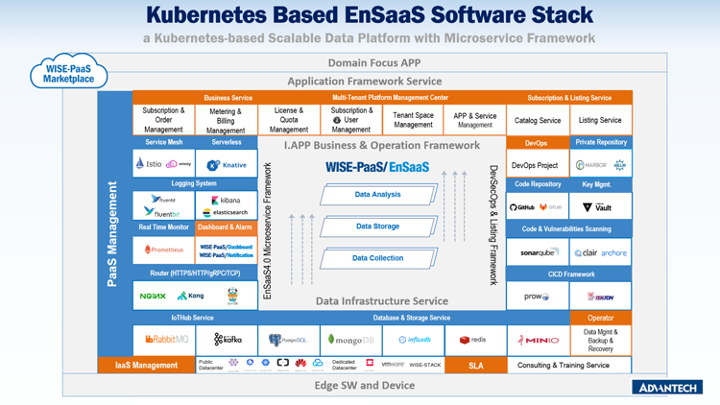 Kubernetes Based EnSaaS Software Stack
a Kubernetes-based Scalable Data Platform with Microservice Framework
WISE-PaaS
Marketplace
Domain Focus APP
Application Framework Service
PaaS Management
Business Service
Multi-Tenant Platform Management Center
Subscription & Listing Service
Subscription &
Order
Management
Metering &
Billing
Management
License &
Quota
Management
Subscription
& User
Management
Tenant Space
Management
APP & Service
Management
Catalog Service
Listing Service
Service Mesh
Serverless
Istio
envoy
Knative
Logging System
fluentd
fluentbit
kibana
elasticsearch
Real Time Monitor
Dashboard & Alarm
Prometheus
WISE-PaaS/Dashboard
WISE-PaaS/Notification
Router (HTTPS/HTTP/gRPC/TCP)
NGINX
Kong
EnSaaS4.0 Microservice Framework
I.APP Business & Operation Framework
WISE-PaaS/EnSaaS
Data Analysis
Data Storage
Data Collection
Data Infrastructure Service
DevSecOps & Listing Framework
DevOps
Private Repository
DevOps Project
HARBOR
HELM
Code Repository
Key Mgmt.
GitHub
GitLab
Vault
Code & Vulnerabilities Scanning
sonarqube
clair
anchore
CICD Framework
prow
TEKTON
IoTHub Service
Database & Storage Service
Operator
RabbitMQ
kafka
PostgreSQL
mongoDB
influxdb
redis
MINIO
Data Mgmt &
Backup &
Recovery
IaaS Management
Public
Datacenter
Dedicated
Datacenter
vmware
WISE-STACK
SLA
Consulting & Training Service
Edge SW and Device
ADVANTECH